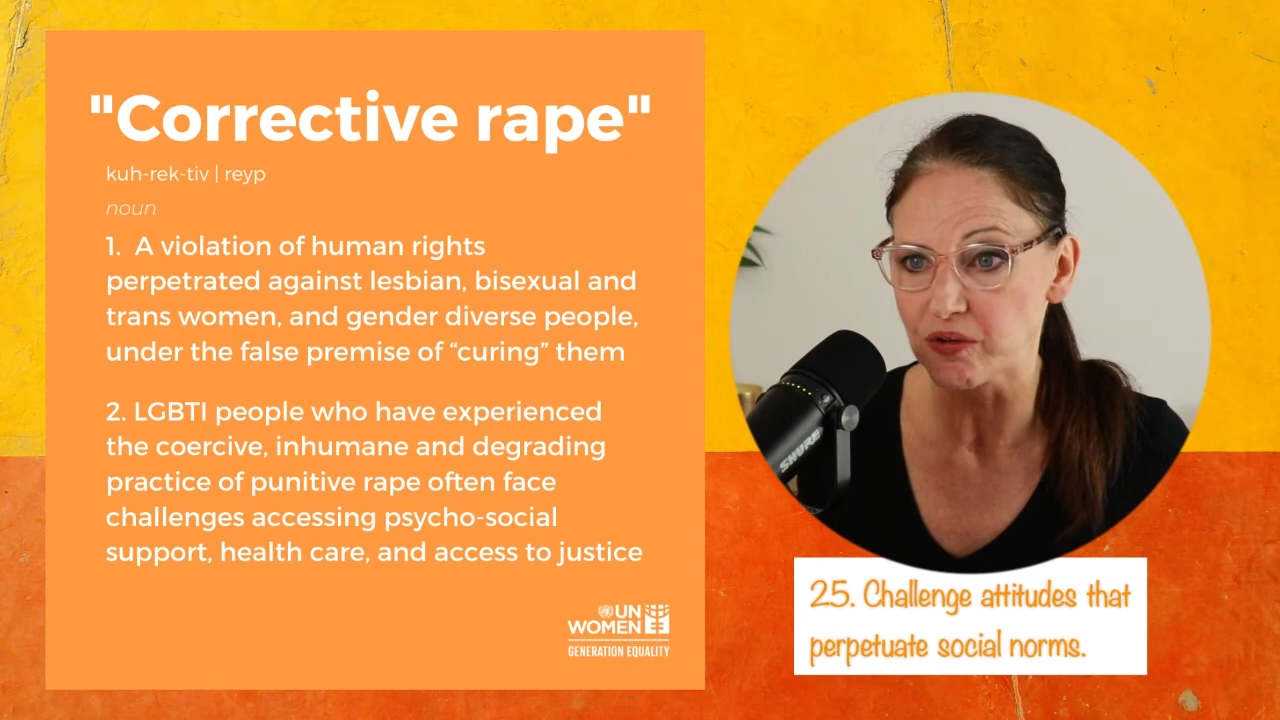 "Corrective rape"
kuh-rek-tiv | reyp
noun
1. A violation of human rights
perpetrated against lesbian, bisexual and
trans women, and gender diverse people,
under the false premise of “curing” them
2. LGBTI people who have experienced
the coercive, inhumane and degrading
practice of punitive rape often face
challenges accessing psycho-social
support, health care, and access to justice
UN
WOMEN
GENERATION EQUALITY
SHURE
25. Challenge attitudes that
perpetuate social norms.